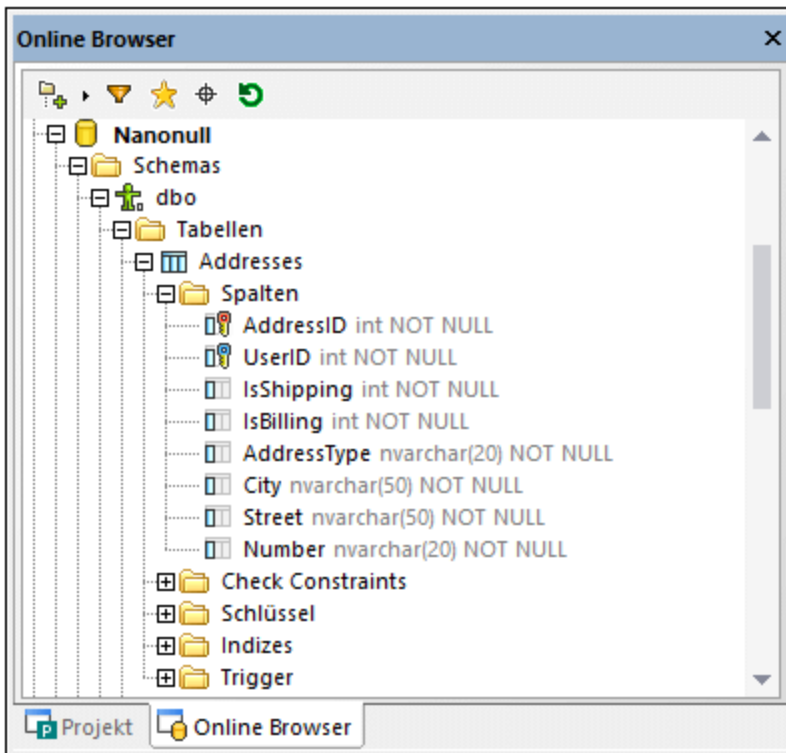 Online Browser
Nanonull
Schemas
dbo
Tabellen
Addresses
Spalten
AddressID int NOT NULL
UserID int NOT NULL
IsShipping int NOT NULL
IsBilling int NOT NULL
AddressType nvarchar(20) NOT NULL
City nvarchar(50) NOT NULL
Street nvarchar(50) NOT NULL
Number nvarchar(20) NOT NULL
Check Constraints
Schlüssel
Indizes
Trigger
Projekt Online Browser